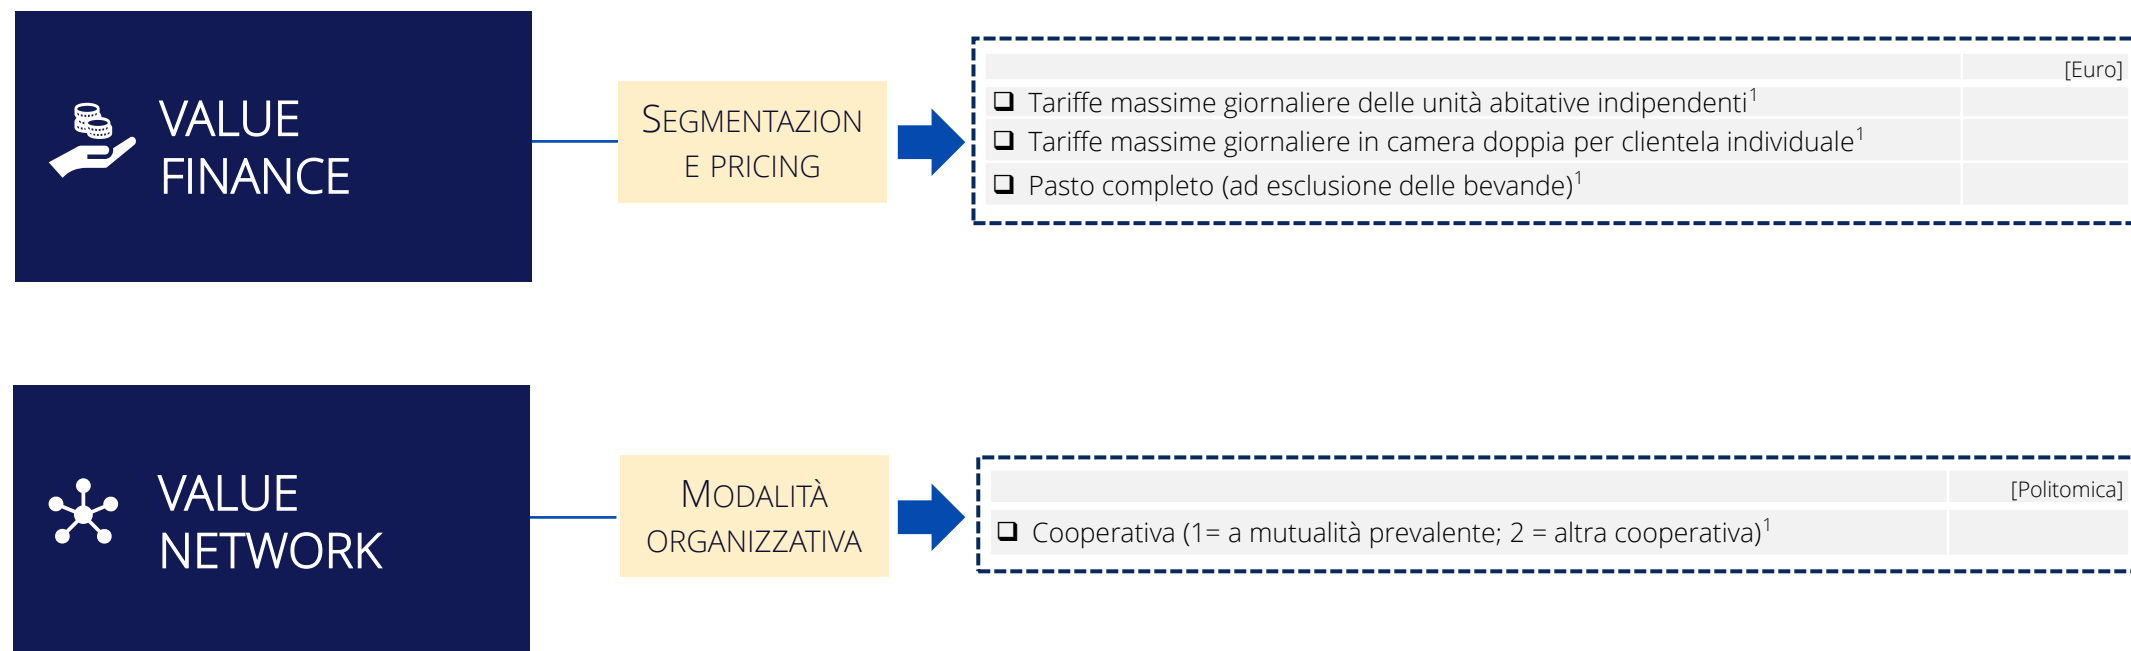 VALUE
FINANCE
SEGMENTAZION
E PRICING
[Euro]
❑ Tariffe massime giornaliere delle unità abitative indipendenti¹
❑ Tariffe massime giornaliere in camera doppia per clientela individuale¹
❑ Pasto completo (ad esclusione delle bevande)¹
VALUE
NETWORK
MODALITÀ
ORGANIZZATIVA
[Politomica]
❑ Cooperativa (1= a mutualità prevalente; 2 = altra cooperativa)¹